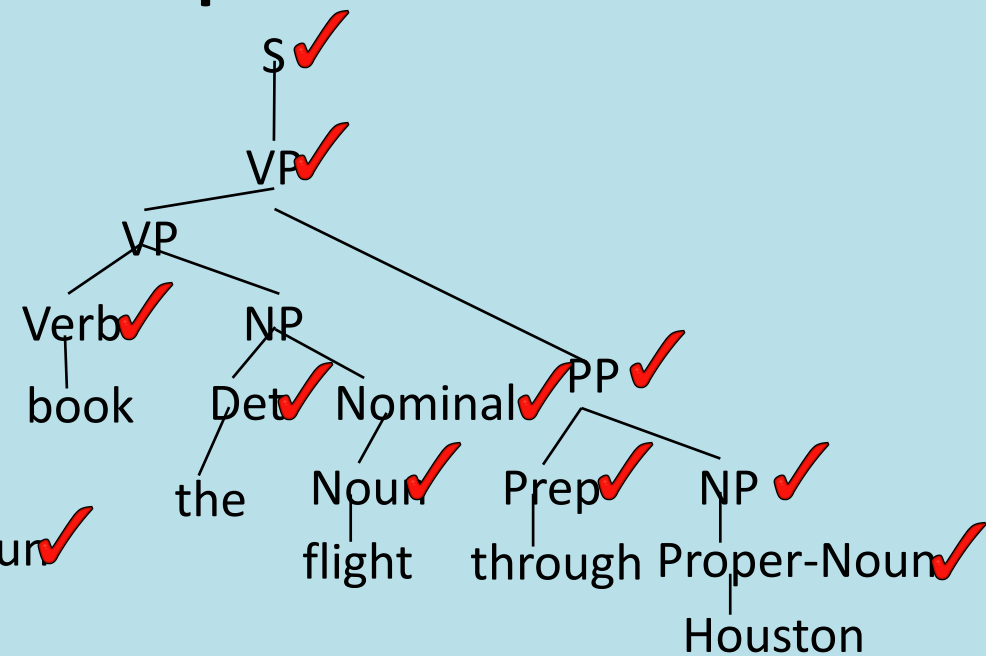 S
VP
VP
Verb NP
PP
book Det Nominal
the Noun Prep NP
flight through Proper-Noun
Houston